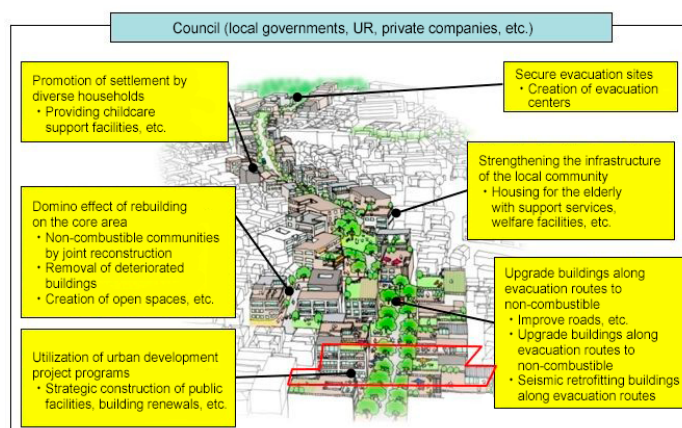 Council (local governments, UR, private companies, etc.)
Promotion of settlement by
diverse households
・Providing childcare
support facilities, etc.
Secure evacuation sites
・Creation of evacuation
centers
Strengthening the infrastructure
of the local community
・Housing for the elderly
with support services,
welfare facilities, etc.
Domino effect of rebuilding
on the core area
・Non-combustible communities
by joint reconstruction
・Removal of deteriorated
buildings
・Creation of open spaces, etc.
Upgrade buildings along
evacuation routes to
non-combustible
・Improve roads, etc.
・Upgrade buildings along
evacuation routes to
non-combustible
・Seismic retrofitting buildings
along evacuation routes
Utilization of urban development
project programs
・Strategic construction of public
facilities, building renewals, etc.